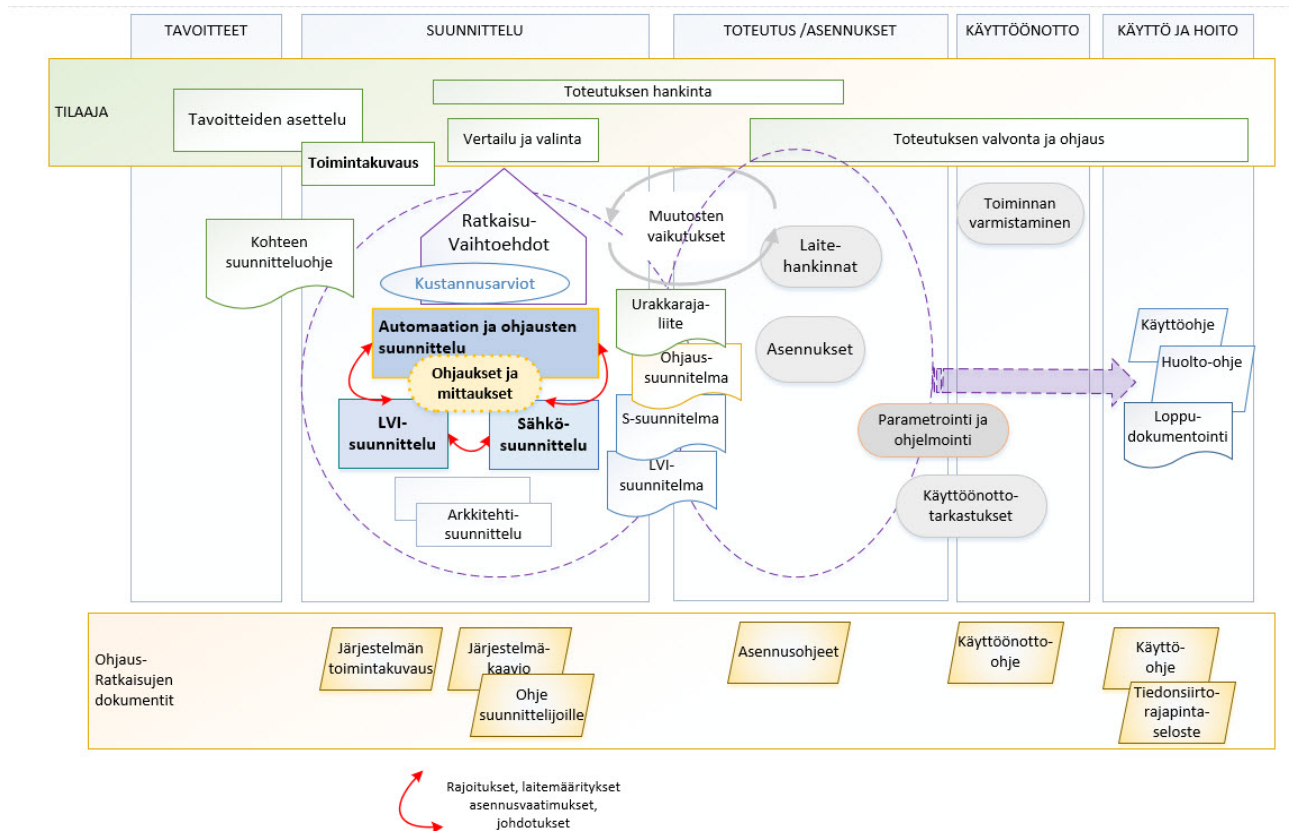 TAVOITTEET
SUUNNITTELU
TOTEUTUS /ASENNUKSET
KÄYTTÖÖNOTTO
KÄYTTÖ JA HOITO
TILAAJA
Toteutuksen hankinta
Tavoitteiden asettelu
Vertailu ja valinta
Toteutuksen valvonta ja ohjaus
Toimintakuvaus
Kohteen
suunnitteluohje
Ratkaisu-
Vaihtoehdot
Kustannusarviot
Muutosten
vaikutukset
Laite-
hankinnat
Toiminnan
varmistaminen
Automaation ja ohjausten
suunnittelu
Ohjaukset ja
mittaukset
LVI-
suunnittelu
Sähkö-
suunnittelu
Arkkitehti-
suunnittelu
Urakkaraja-
liite
Ohjaus-
suunnitelma
S-suunnitelma
LVI-
suunnitelma
Asennukset
Parametrointi ja
ohjelmointi
Käyttöönotto-
tarkastukset
Käyttöohje
Huolto-ohje
Loppu-
dokumentointi
Ohjaus-
Ratkaisujen
dokumentit
Järjestelmän
toimintakuvaus
Järjestelmä-
kaavio
Ohje
suunnittelijoille
Asennusohjeet
Käyttöönotto-
ohje
Käyttö-
ohje
Tiedonsiirto-
rajapinta-
seloste
Rajoitukset, laitemääritykset
asennusvaatimukset,
johdotukset